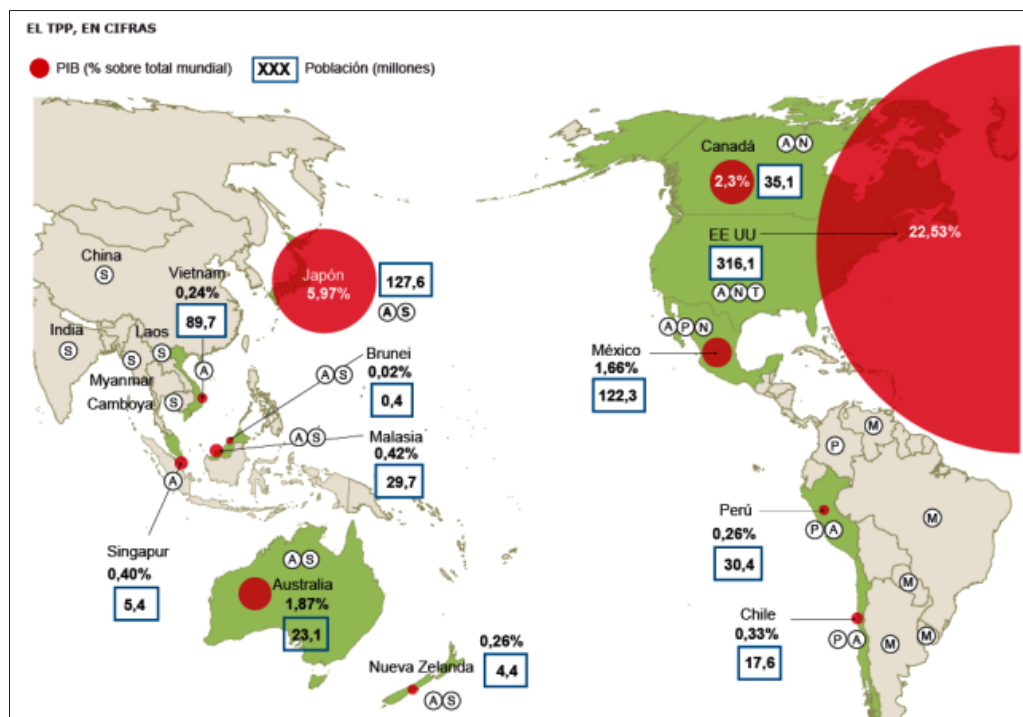 EL TPP, EN CIFRAS
PIB (% sobre total mundial)
XXX Población (millones)
China
S
Vietnam
0,24%
89,7
A
India
S
Laos
S
Myanmar
S
Camboya
S
Japón
5,97%
127,6
A S
Brunei
0,02%
0,4
A S
Malasia
0,42%
29,7
A S
Singapur
0,40%
5,4
A
A S
Australia
1,87%
23,1
Nueva Zelanda
0,26%
4,4
A S
Canadá
A N
2,3%
35,1
EE UU
22,53%
316,1
A N T
A P N
México
1,66%
122,3
M
P
M
Perú
0,26%
30,4
P A
M
Chile
0,33%
17,6
P A
M
M